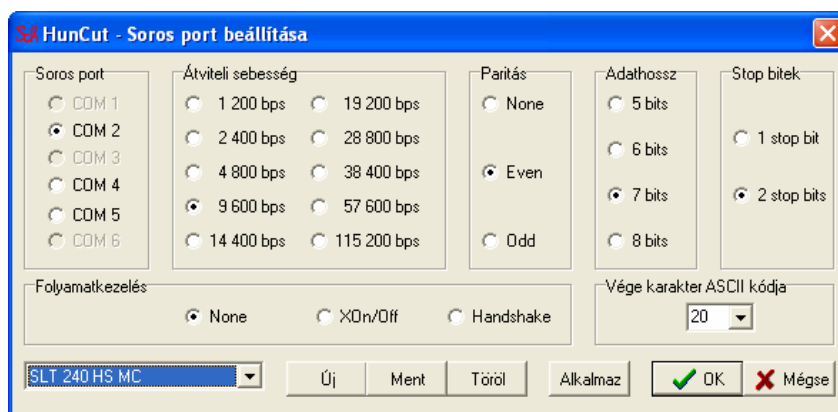 HunCut - Soros port beállítása
Soros port
COM 1
COM 2
COM 3
COM 4
COM 5
COM 6
Átviteli sebesség
1 200 bps
2 400 bps
4 800 bps
9 600 bps
14 400 bps
19 200 bps
28 800 bps
38 400 bps
57 600 bps
115 200 bps
Paritás
None
Even
Odd
Adathossz
5 bits
6 bits
7 bits
8 bits
Stop bitek
1 stop bit
2 stop bits
Folyamatkezelés
None XOn/Off Handshake
Vége karakter ASCII kódja
20
SLT 240 HS MC Új Ment Töröl Alkalmaz OK Mégse